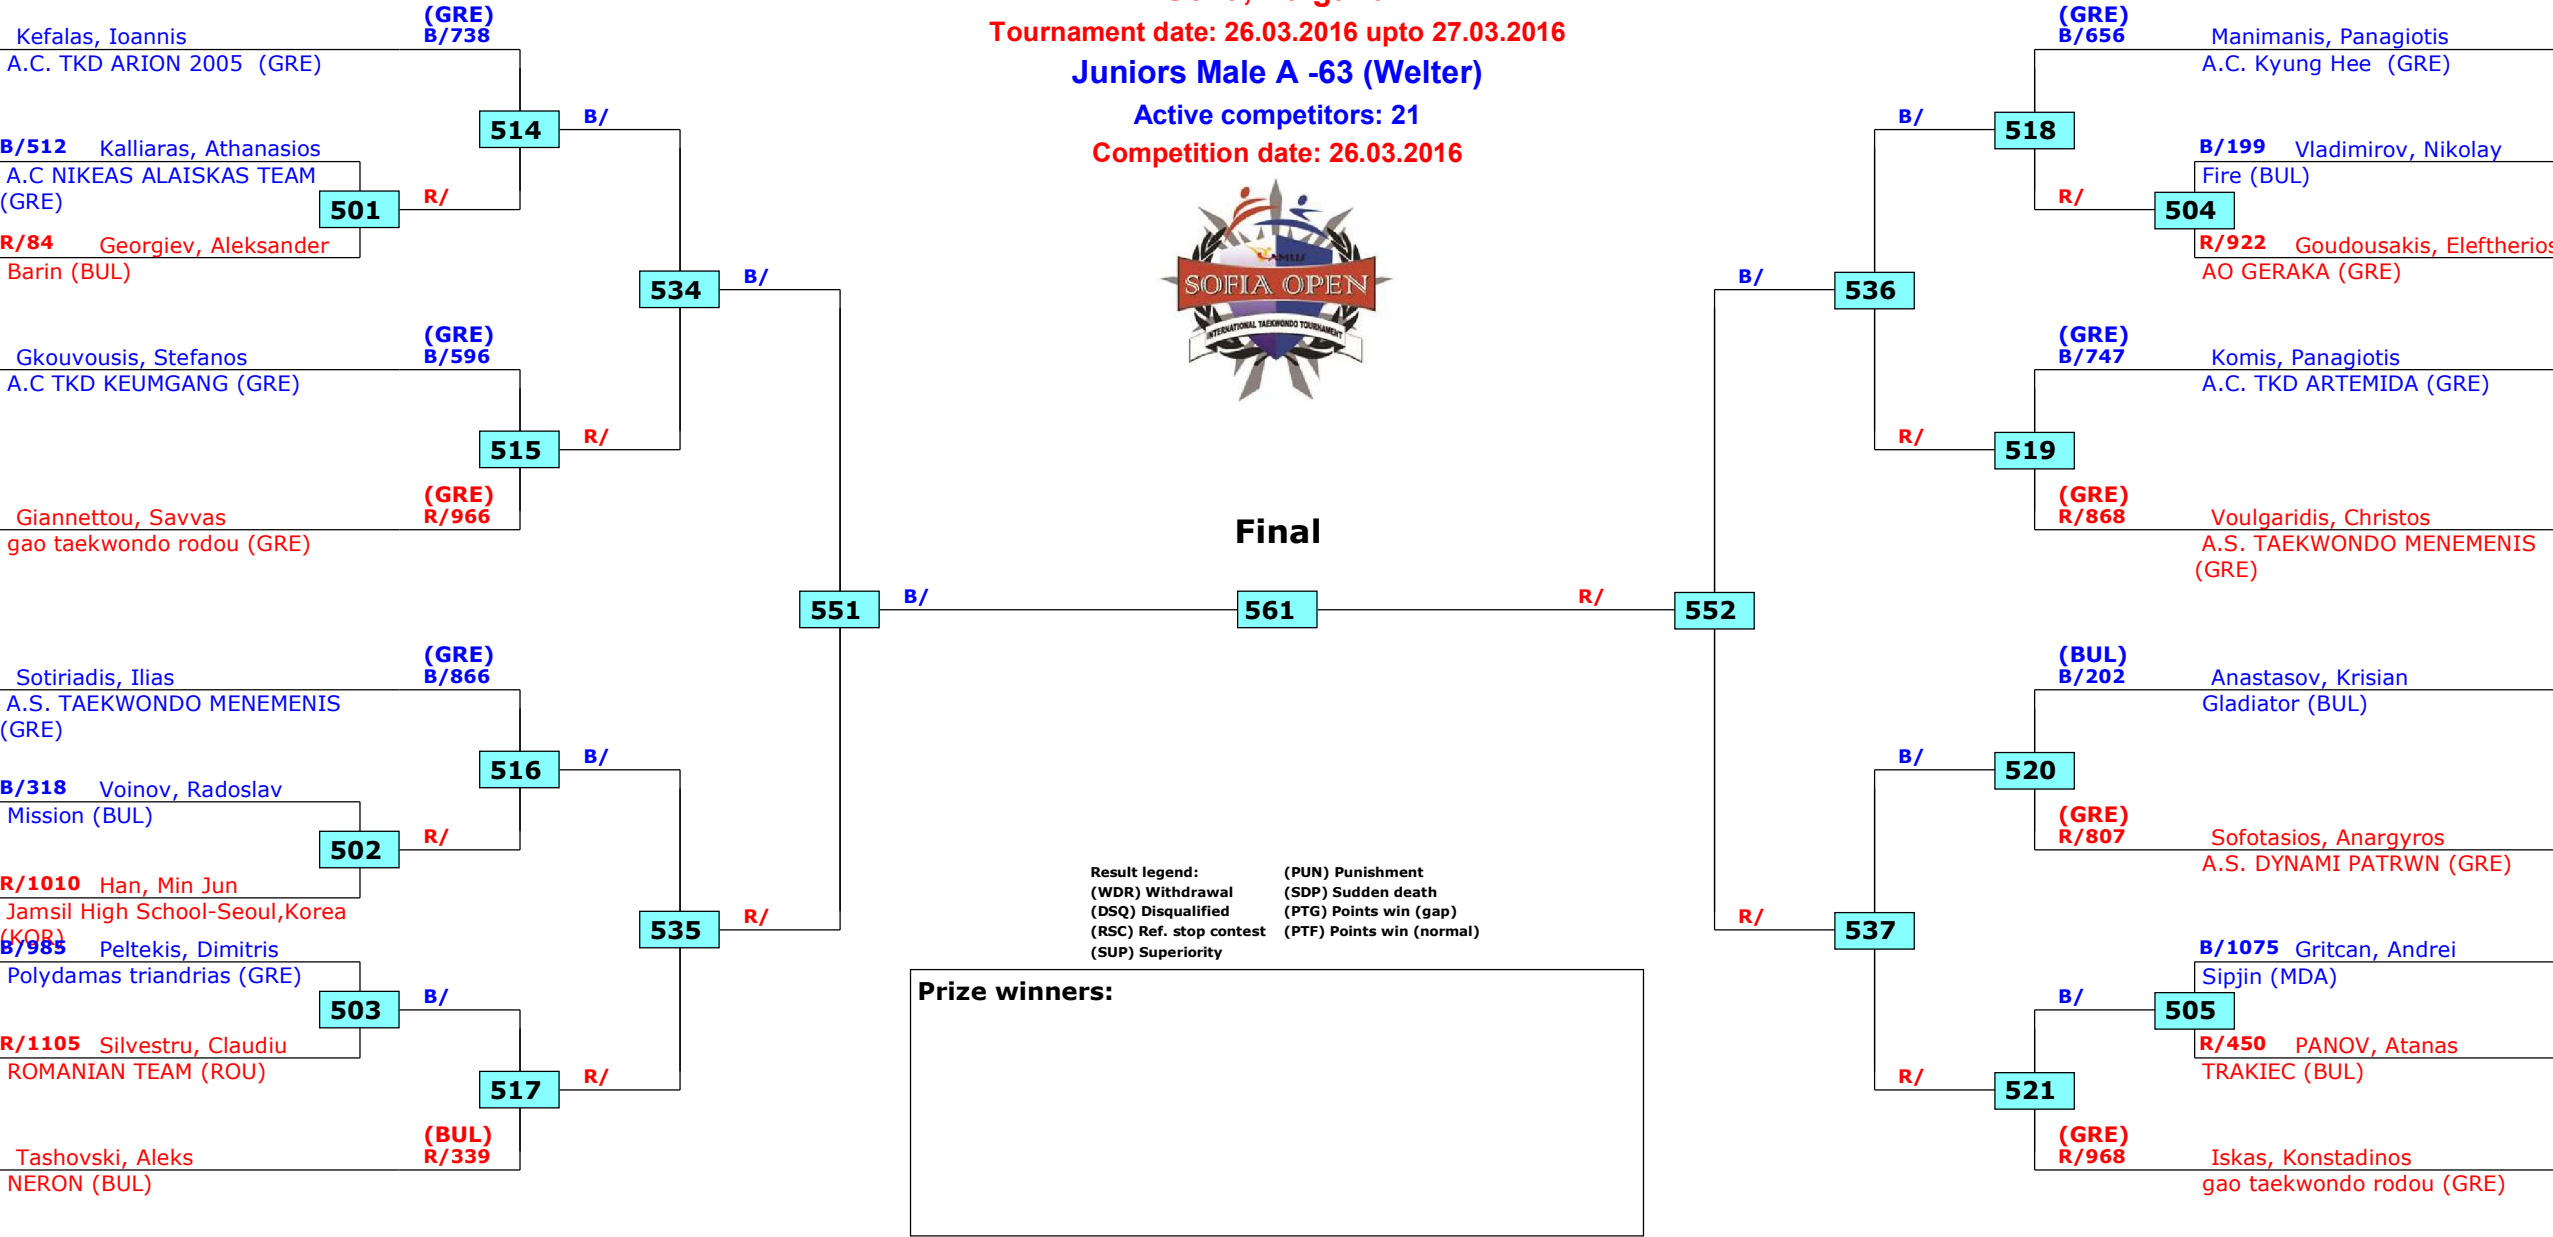 Tournament date: 26.03.2016 upto 27.03.2016
Juniors Male A -63 (Welter)
Active competitors: 21
Competition date: 26.03.2016
TAMUS
SOFIA OPEN
INTERNATIONAL TAEKWONDO TOURNAMENT
(GRE)
Kefalas, Ioannis B/738
A.C. TKD ARION 2005 (GRE)
514
B/
B/512 Kalliaras, Athanasios
A.C NIKEAS ALAISKAS TEAM
(GRE)
501
R/
R/84 Georgiev, Aleksander
Barin (BUL)
534
B/
(GRE)
Gkouvousis, Stefanos B/596
A.C TKD KEUMGANG (GRE)
515
R/
(GRE)
Giannettou, Savvas R/966
gao taekwondo rodou (GRE)
551
B/
(GRE)
Sotiriadis, Ilias B/866
A.S. TAEKWONDO MENEMENIS
(GRE)
516
B/
B/318 Voinov, Radoslav
Mission (BUL)
502
R/
R/1010 Han, Min Jun
Jamsil High School-Seoul,Korea
(KOR)
535
R/
B/985 Peltekis, Dimitris
Polydamas triandrias (GRE)
503
B/
R/1105 Silvestru, Claudiu
ROMANIAN TEAM (ROU)
517
R/
(BUL)
Tashovski, Aleks R/339
NERON (BUL)
Final
561
R/
552
(GRE)
B/656 Manimanis, Panagiotis
A.C. Kyung Hee (GRE)
B/
518
B/199 Vladimirov, Nikolay
Fire (BUL)
R/
504
R/922 Goudousakis, Eleftherios
AO GERAKA (GRE)
B/
536
(GRE)
B/747 Komis, Panagiotis
A.C. TKD ARTEMIDA (GRE)
R/
519
(GRE)
R/868 Voulgaridis, Christos
A.S. TAEKWONDO MENEMENIS
(GRE)
(BUL)
B/202 Anastasov, Krisian
Gladiator (BUL)
B/
520
(GRE)
R/807 Sofotasios, Anargyros
A.S. DYNAMI PATRWN (GRE)
R/
537
B/1075 Gritcan, Andrei
Sipjin (MDA)
B/
505
R/450 PANOV, Atanas
TRAKIEC (BUL)
R/
521
(GRE)
R/968 Iskas, Konstadinos
gao taekwondo rodou (GRE)
Result legend: (PUN) Punishment
(WDR) Withdrawal (SDP) Sudden death
(DSQ) Disqualified (PTG) Points win (gap)
(RSC) Ref. stop contest (PTF) Points win (normal)
(SUP) Superiority
Prize winners: